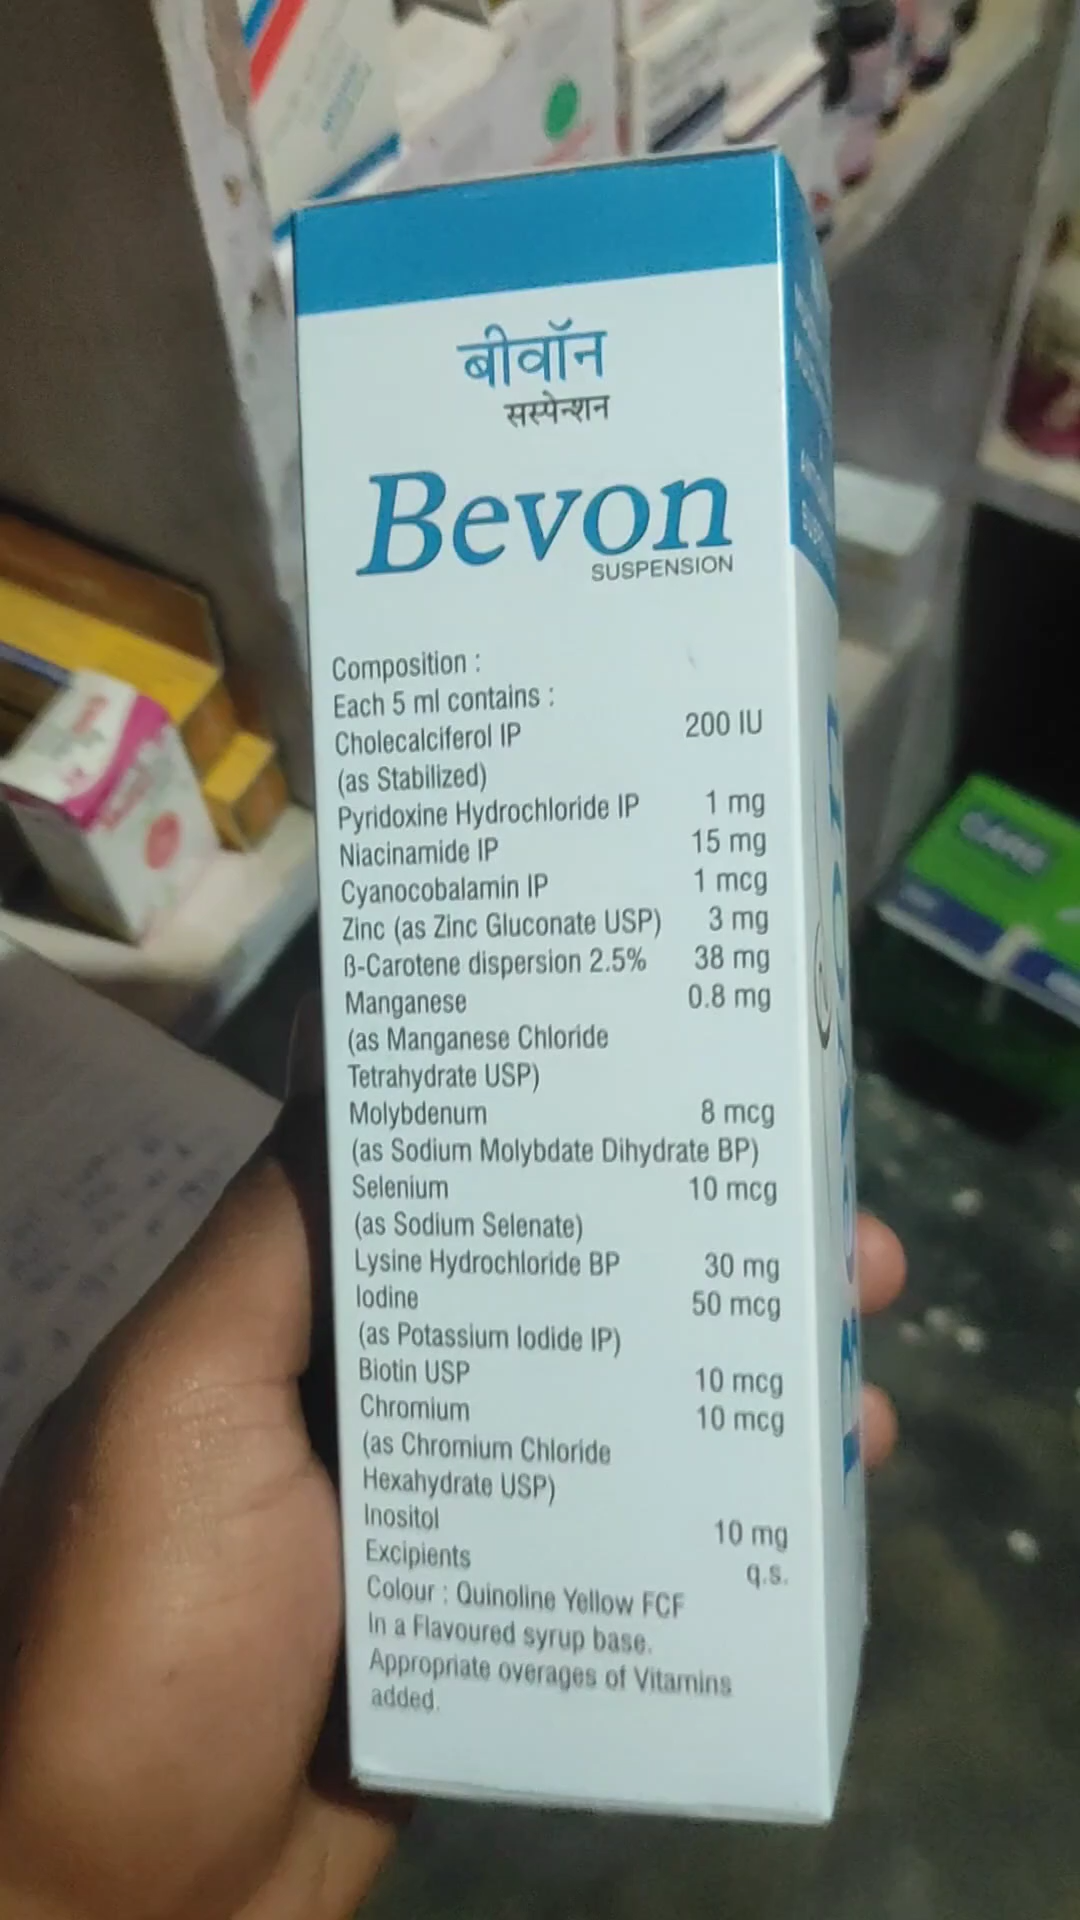 बीवॉन
सस्पेन्शन
Bevon
SUSPENSION
Composition :
Each 5 ml contains :
Cholecalciferol IP 200 IU
(as Stabilized)
Pyridoxine Hydrochloride IP 1 mg
Niacinamide IP 15 mg
Cyanocobalamin IP 1 mcg
Zinc (as Zinc Gluconate USP) 3 mg
ß-Carotene dispersion 2.5% 38 mg
Manganese 0.8 mg
(as Manganese Chloride
Tetrahydrate USP)
Molybdenum 8 mcg
(as Sodium Molybdate Dihydrate BP)
Selenium 10 mcg
(as Sodium Selenate)
Lysine Hydrochloride BP 30 mg
Iodine 50 mcg
(as Potassium Iodide IP)
Biotin USP 10 mcg
Chromium 10 mcg
(as Chromium Chloride
Hexahydrate USP)
Inositol 10 mg
Excipients q.s.
Colour : Quinoline Yellow FCF
In a Flavoured syrup base.
Appropriate overages of Vitamins
added.
Bevon
CARE